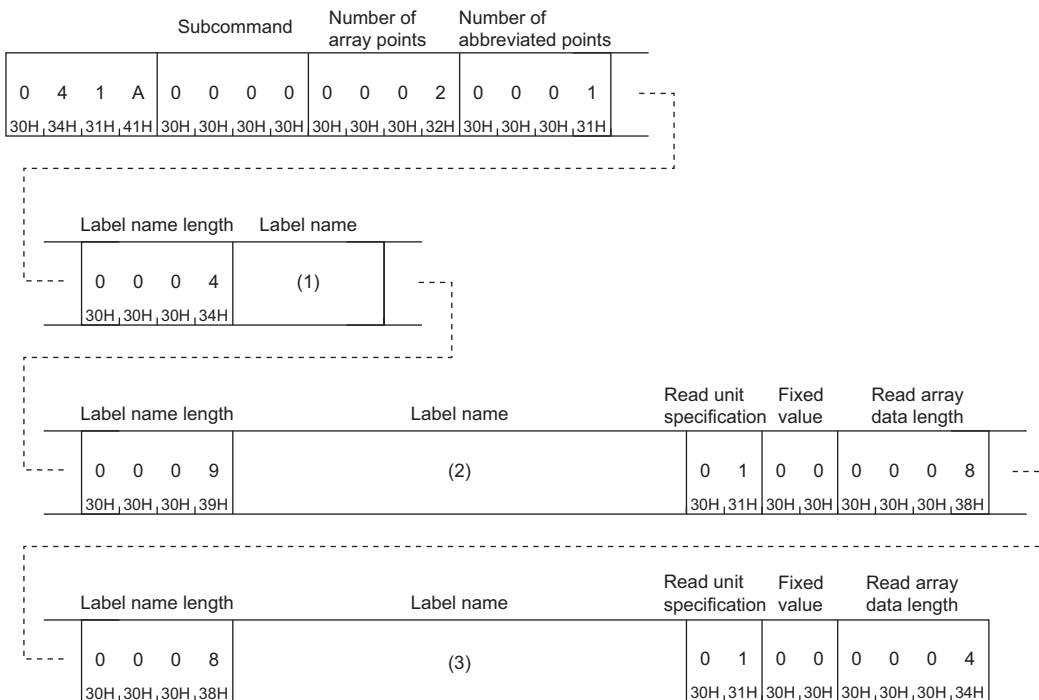 Subcommand
Number of
array points
Number of
abbreviated points
0 4 1 A 0 0 0 0 0 0 0 2 0 0 0 1
30H 34H 31H 41H 30H 30H 30H 30H 30H 30H 30H 32H 30H 30H 30H 31H
Label name length Label name
0 0 0 4 (1)
30H 30H 30H 34H
Label name length Label name
Read unit
specification
Fixed
value
Read array
data length
0 0 0 9 (2) 0 1 0 0 0 0 0 8
30H 30H 30H 39H 30H 31H 30H 30H 30H 30H 30H 38H
Label name length Label name
Read unit
specification
Fixed
value
Read array
data length
0 0 0 8 (3) 0 1 0 0 0 0 0 4
30H 30H 30H 38H 30H 31H 30H 30H 30H 30H 30H 34H